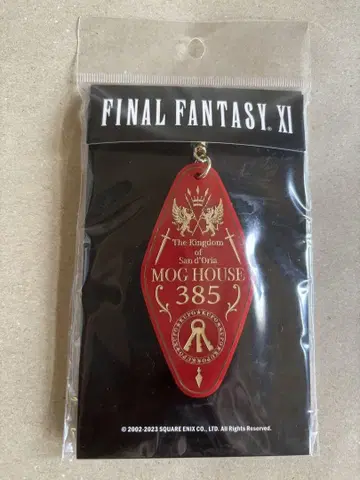 FINAL FANTASY® XI
The Kingdom
of
San d'Oria
MOG HOUSE
385
© 2002-2023 SQUARE ENIX CO., LTD. All Rights Reserved.